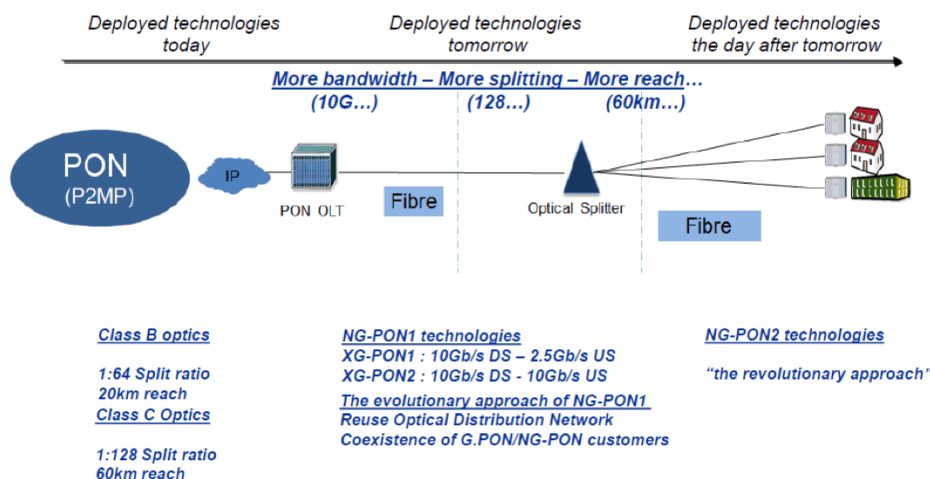 Deployed technologies
today
Deployed technologies
tomorrow
Deployed technologies
the day after tomorrow
More bandwidth – More splitting – More reach…
(10G…)
(128…)
(60km…)
PON
(P2MP)
IP
PON OLT
Fibre
Optical Splitter
Fibre
Class B optics
1:64 Split ratio
20km reach
Class C Optics
1:128 Split ratio
60km reach
NG-PON1 technologies
XG-PON1 : 10Gb/s DS – 2.5Gb/s US
XG-PON2 : 10Gb/s DS - 10Gb/s US
The evolutionary approach of NG-PON1
Reuse Optical Distribution Network
Coexistence of G.PON/NG-PON customers
NG-PON2 technologies
“the revolutionary approach”